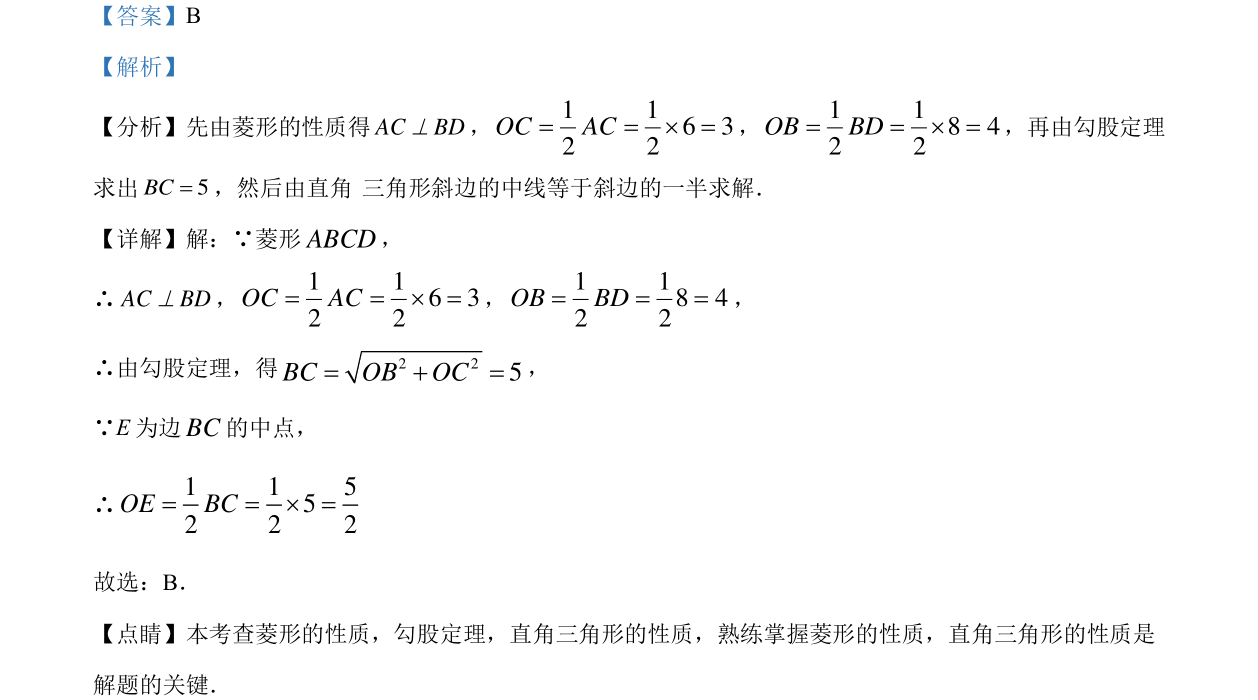 【答案】B
【解析】
【分析】先由菱形的性质得 AC ⊥ BD，OC = 1/2 AC = 1/2 × 6 = 3，OB = 1/2 BD = 1/2 × 8 = 4，再由勾股定理
求出 BC = 5，然后由直角 三角形斜边的中线等于斜边的一半求解．
【详解】解：∵菱形 ABCD，
∴ AC ⊥ BD，OC = 1/2 AC = 1/2 × 6 = 3，OB = 1/2 BD = 1/2 8 = 4，
∴由勾股定理，得 BC = √(OB² + OC²) = 5，
∵E 为边 BC 的中点，
∴ OE = 1/2 BC = 1/2 × 5 = 5/2
故选：B．
【点睛】本考查菱形的性质，勾股定理，直角三角形的性质，熟练掌握菱形的性质，直角三角形的性质是
解题的关键．